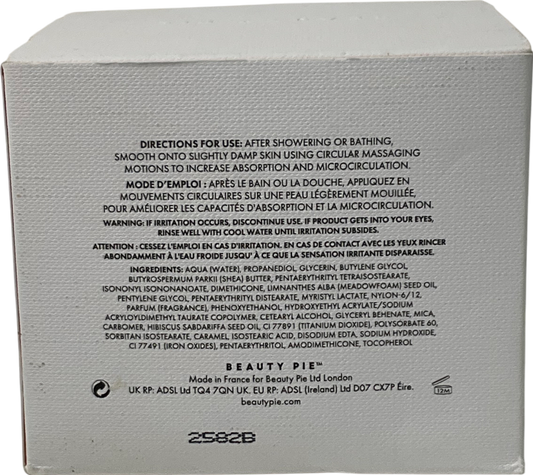 DIRECTIONS FOR USE: AFTER SHOWERING OR BATHING,
SMOOTH ONTO SLIGHTLY DAMP SKIN USING CIRCULAR MASSAGING
MOTIONS TO INCREASE ABSORPTION AND MICROCIRCULATION.
MODE D'EMPLOI : APRÈS LE BAIN OU LA DOUCHE, APPLIQUEZ EN
MOUVEMENTS CIRCULAIRES SUR UNE PEAU LÉGÈREMENT MOUILLÉE,
POUR AMÉLIORER LES CAPACITÉS D'ABSORPTION ET LA MICROCIRCULATION.
WARNING: IF IRRITATION OCCURS, DISCONTINUE USE. IF PRODUCT GETS INTO YOUR EYES,
RINSE WELL WITH COOL WATER UNTIL IRRITATION SUBSIDES.
ATTENTION : CESSEZ L'EMPLOI EN CAS D'IRRITATION. EN CAS DE CONTACT AVEC LES YEUX RINCER
ABONDAMMENT À L'EAU FROIDE JUSQU' À CE QUE LA SENSATION IRRITANTE DISPARAISSE.
INGREDIENTS: AQUA (WATER), PROPANEDIOL, GLYCERIN, BUTYLENE GLYCOL,
BUTYROSPERMUM PARKII (SHEA) BUTTER, PENTAERYTHRITYL TETRAISOSTEARATE,
ISONONYL ISONONANOATE, DIMETHICONE, LIMNANTHES ALBA (MEADOWFOAM) SEED OIL,
PENTYLENE GLYCOL, PENTAERYTHRITYL DISTEARATE, MYRISTYL LACTATE, NYLON-6/12,
PARFUM (FRAGRANCE), PHENOXYETHANOL, HYDROXYETHYL ACRYLATE/SODIUM
ACRYLOYLDIMETHYL TAURATE COPOLYMER, CETEARYL ALCOHOL, GLYCERYL BEHENATE, MICA,
CARBOMER, HIBISCUS SABDARIFFA SEED OIL, CI 77891 (TITANIUM DIOXIDE), POLYSORBATE 60,
SORBITAN ISOSTEARATE, CARAMEL, ISOSTEARIC ACID, DISODIUM EDTA, SODIUM HYDROXIDE,
CI 77491 (IRON OXIDES), PENTAERYTHRITOL, AMODIMETHICONE, TOCOPHEROL
BEAUTY PIE™
Made in France for Beauty Pie Ltd London
UK RP: ADSL Ltd TQ4 7QN UK. EU RP: ADSL (Ireland) Ltd D07 CX7P Éire.
beautypie.com
12M
2582B